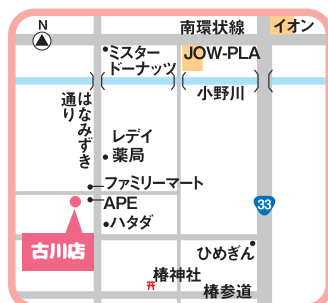 N
南環状線
イオン
ミスター
ドーナッツ
JOW-PLA
小野川
はなみずき
通り
レデイ
薬局
ファミリーマート
APE
ハタダ
33
古川店
ひめぎん
椿神社
椿参道